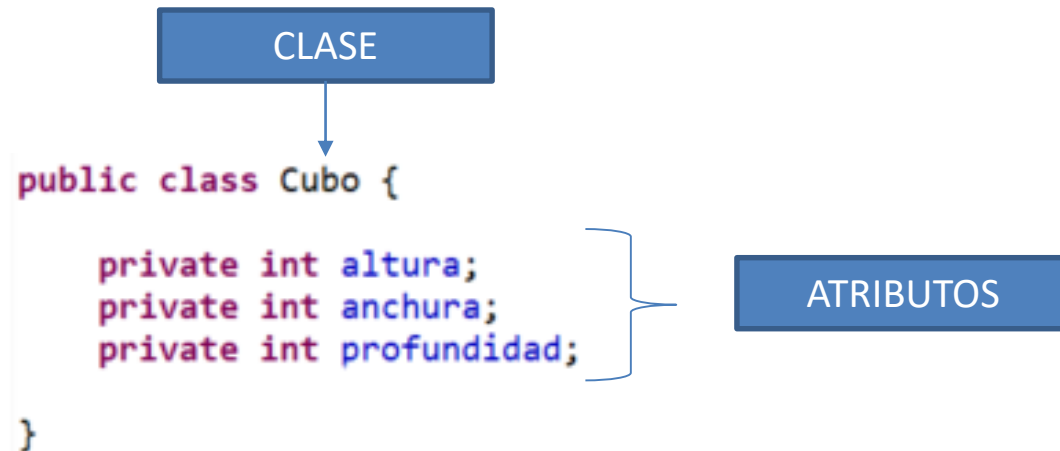 CLASE
public class Cubo {
private int altura;
private int anchura;
private int profundidad;
ATRIBUTOS
}